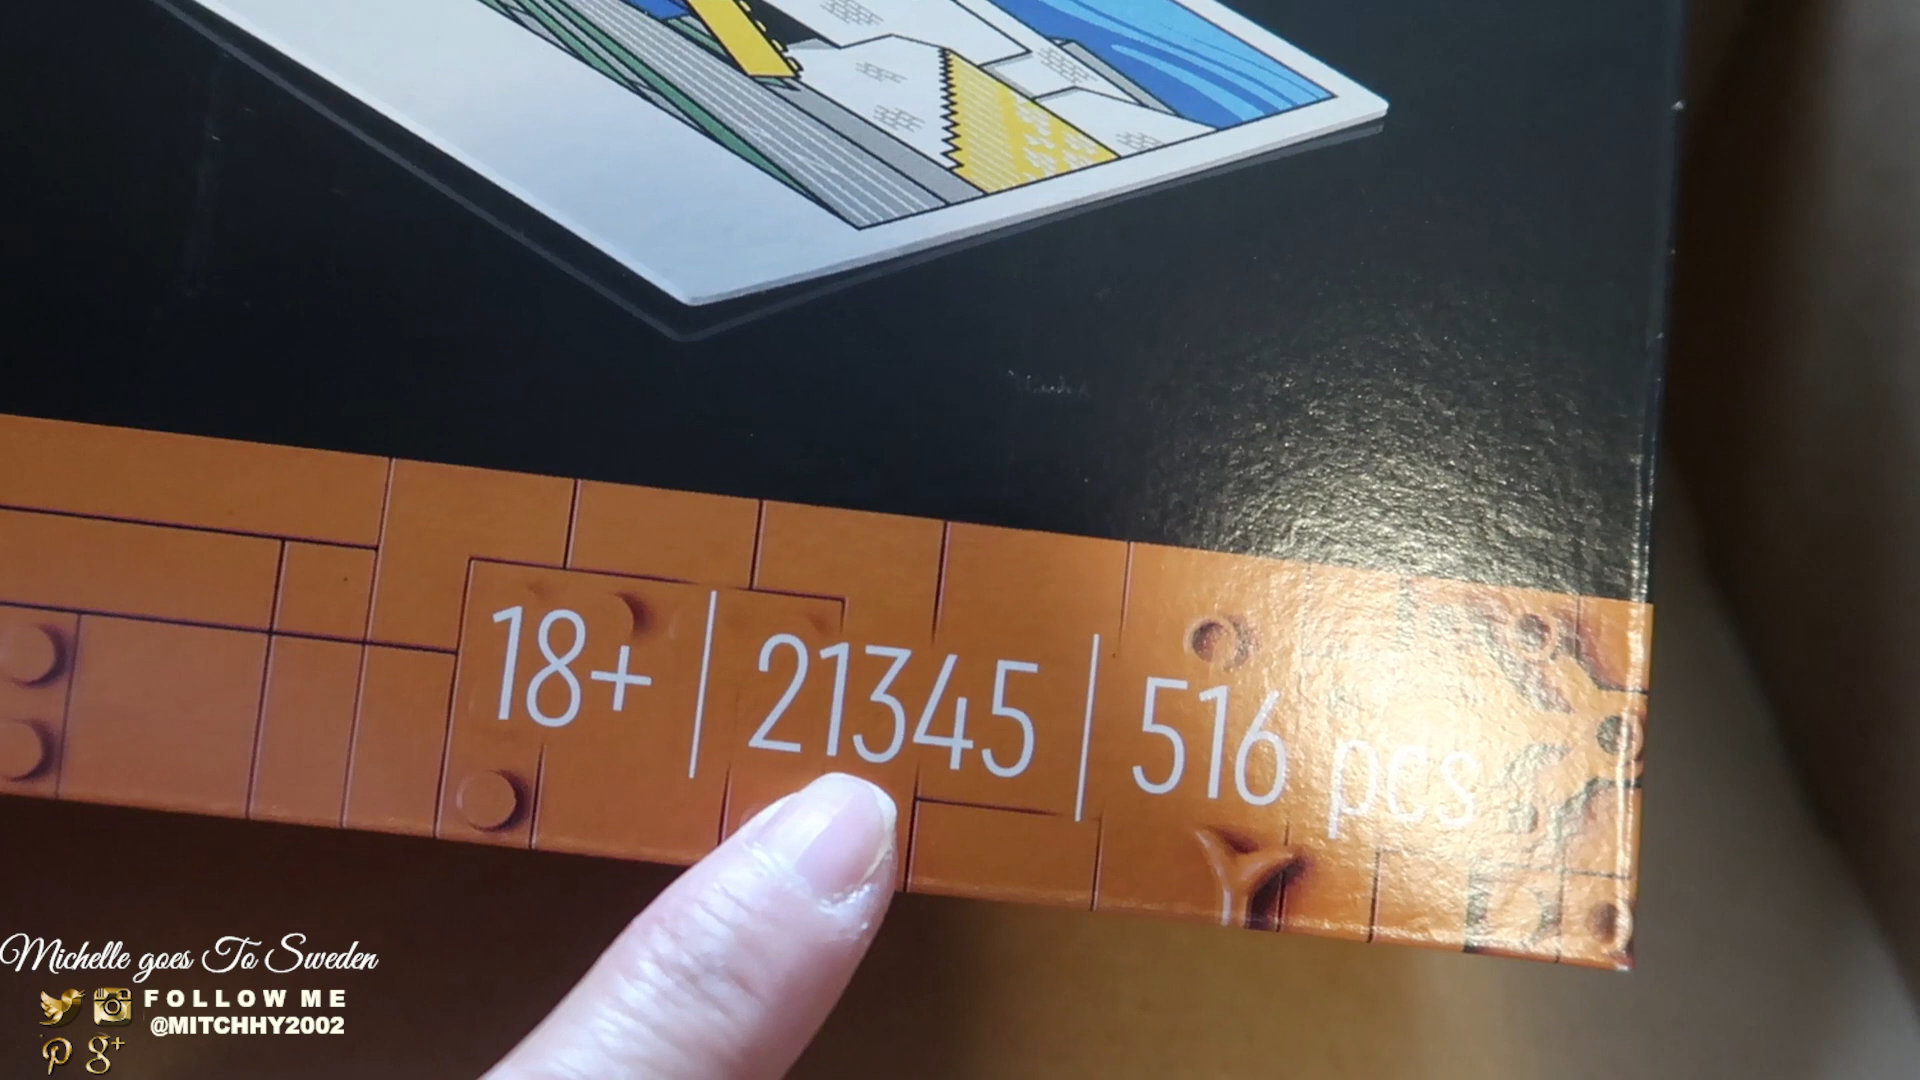 18+ | 21345 | 516 pcs
Michelle goes To Sweden
FOLLOW ME
@MITCHHY2002
g+